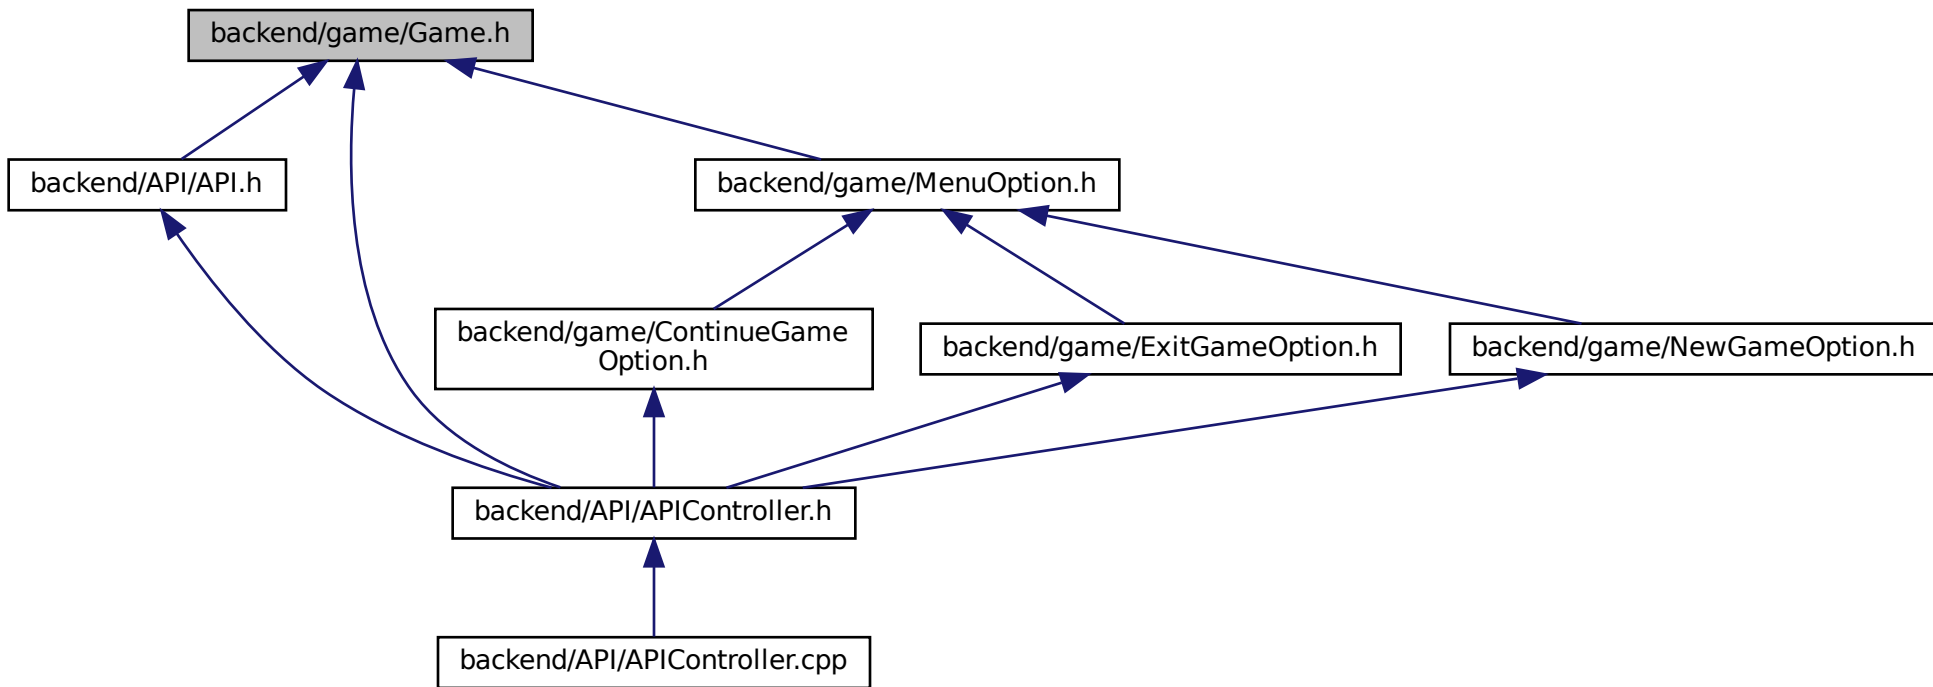 backend/game/Game.h
backend/API/API.h
backend/game/MenuOption.h
backend/game/ContinueGame
Option.h
backend/game/ExitGameOption.h
backend/game/NewGameOption.h
backend/API/APIController.h
backend/API/APIController.cpp